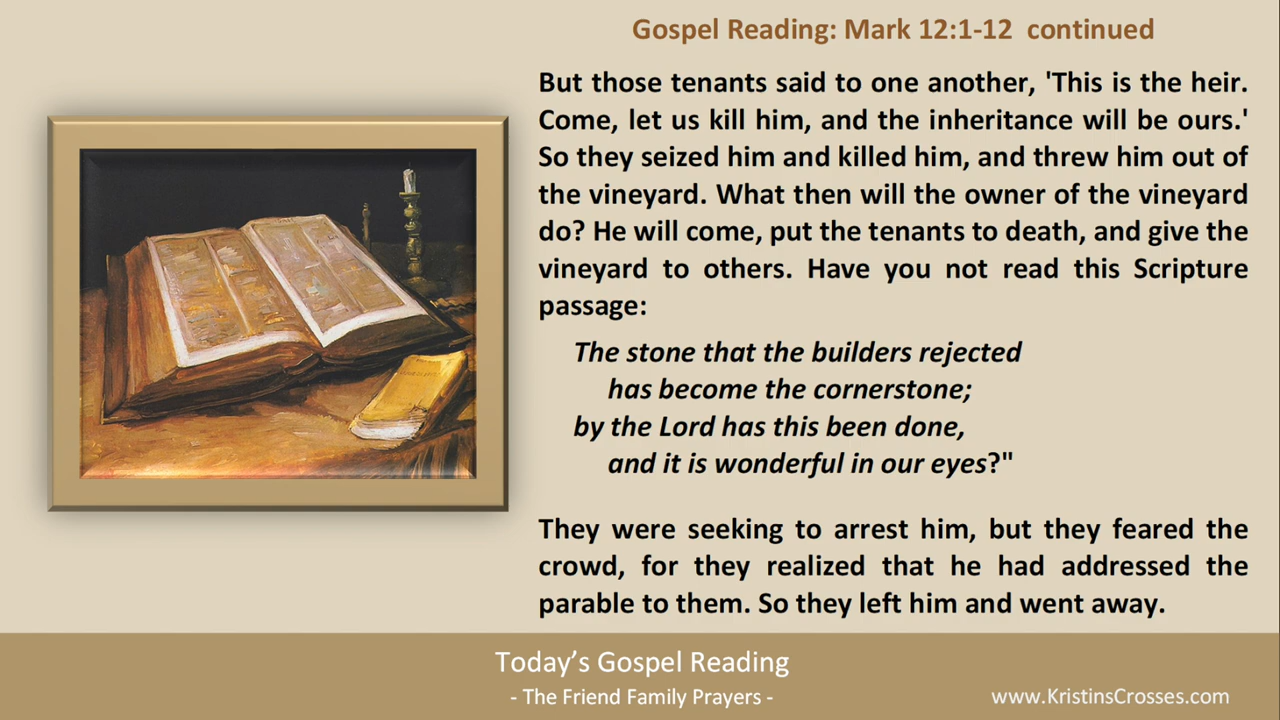 Gospel Reading: Mark 12:1-12 continued
But those tenants said to one another, 'This is the heir.
Come, let us kill him, and the inheritance will be ours.'
So they seized him and killed him, and threw him out of
the vineyard. What then will the owner of the vineyard
do? He will come, put the tenants to death, and give the
vineyard to others. Have you not read this Scripture
passage:
The stone that the builders rejected
has become the cornerstone;
by the Lord has this been done,
and it is wonderful in our eyes?"
They were seeking to arrest him, but they feared the
crowd, for they realized that he had addressed the
parable to them. So they left him and went away.
Today’s Gospel Reading
- The Friend Family Prayers -
www.KristinsCrosses.com